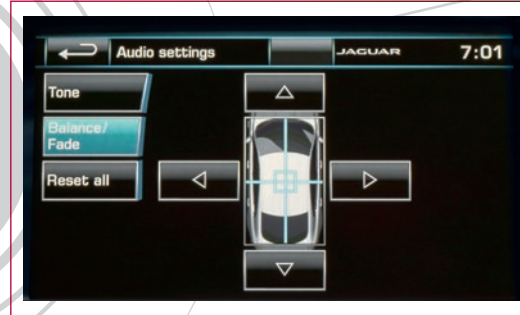 Audio settings
JAGUAR
7:01
Tone
Balance/
Fade
Reset all